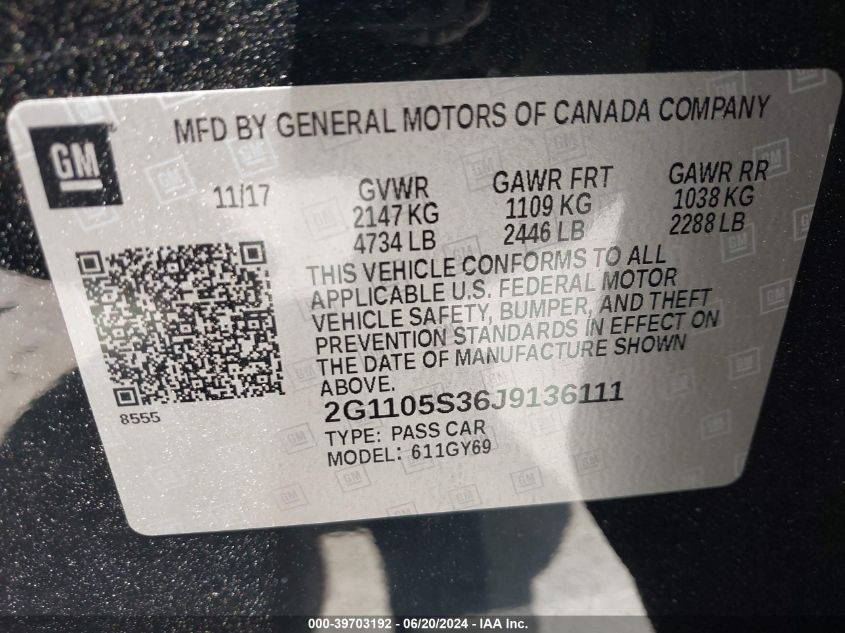 MFD BY GENERAL MOTORS OF CANADA COMPANY
GM
11/17
GVWR
2147 KG
4734 LB
GAWR FRT
1109 KG
2446 LB
GAWR RR
1038 KG
2288 LB
THIS VEHICLE CONFORMS TO ALL
APPLICABLE U.S. FEDERAL MOTOR
VEHICLE SAFETY, BUMPER, AND THEFT
PREVENTION STANDARDS IN EFFECT ON
THE DATE OF MANUFACTURE SHOWN
ABOVE.
8555
2G1105S36J9136111
TYPE: PASS CAR
MODEL: 611GY69
000-39703192 - 06/20/2024 - IAA Inc.